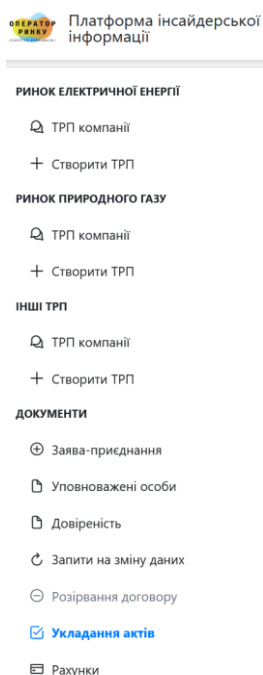 ОПЕРАТОР
РИНКУ
Платформа інсайдерської
інформації
РИНОК ЕЛЕКТРИЧНОЇ ЕНЕРГІЇ
ТРП компанії
Створити ТРП
РИНОК ПРИРОДНОГО ГАЗУ
ТРП компанії
Створити ТРП
ІНШІ ТРП
ТРП компанії
Створити ТРП
ДОКУМЕНТИ
Заява-приєднання
Уповноважені особи
Довіреність
Запити на зміну даних
Розірвання договору
Укладання актів
Рахунки